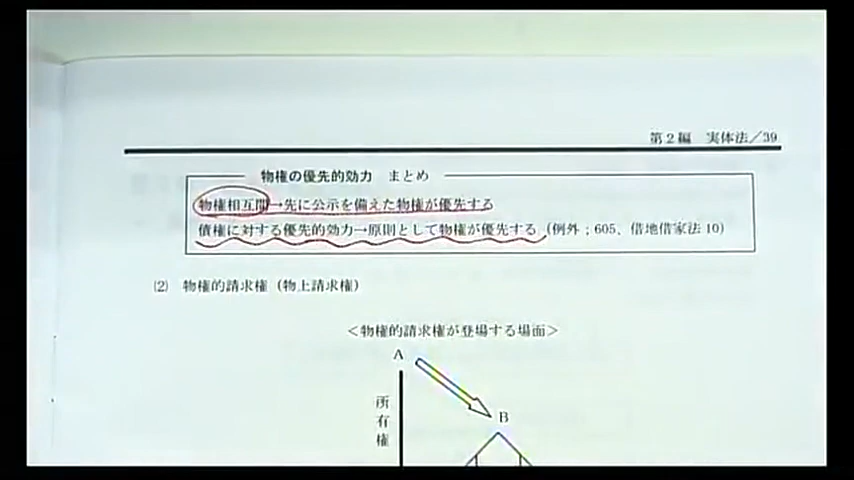 第2編 実体法／39
物権の優先的効力 まとめ
物権相互間→先に公示を備えた物権が優先する
債権に対する優先的効力→原則として物権が優先する（例外；605、借地借家法10）
(2) 物権的請求権（物上請求権）
＜物権的請求権が登場する場面＞
A
所有権
B